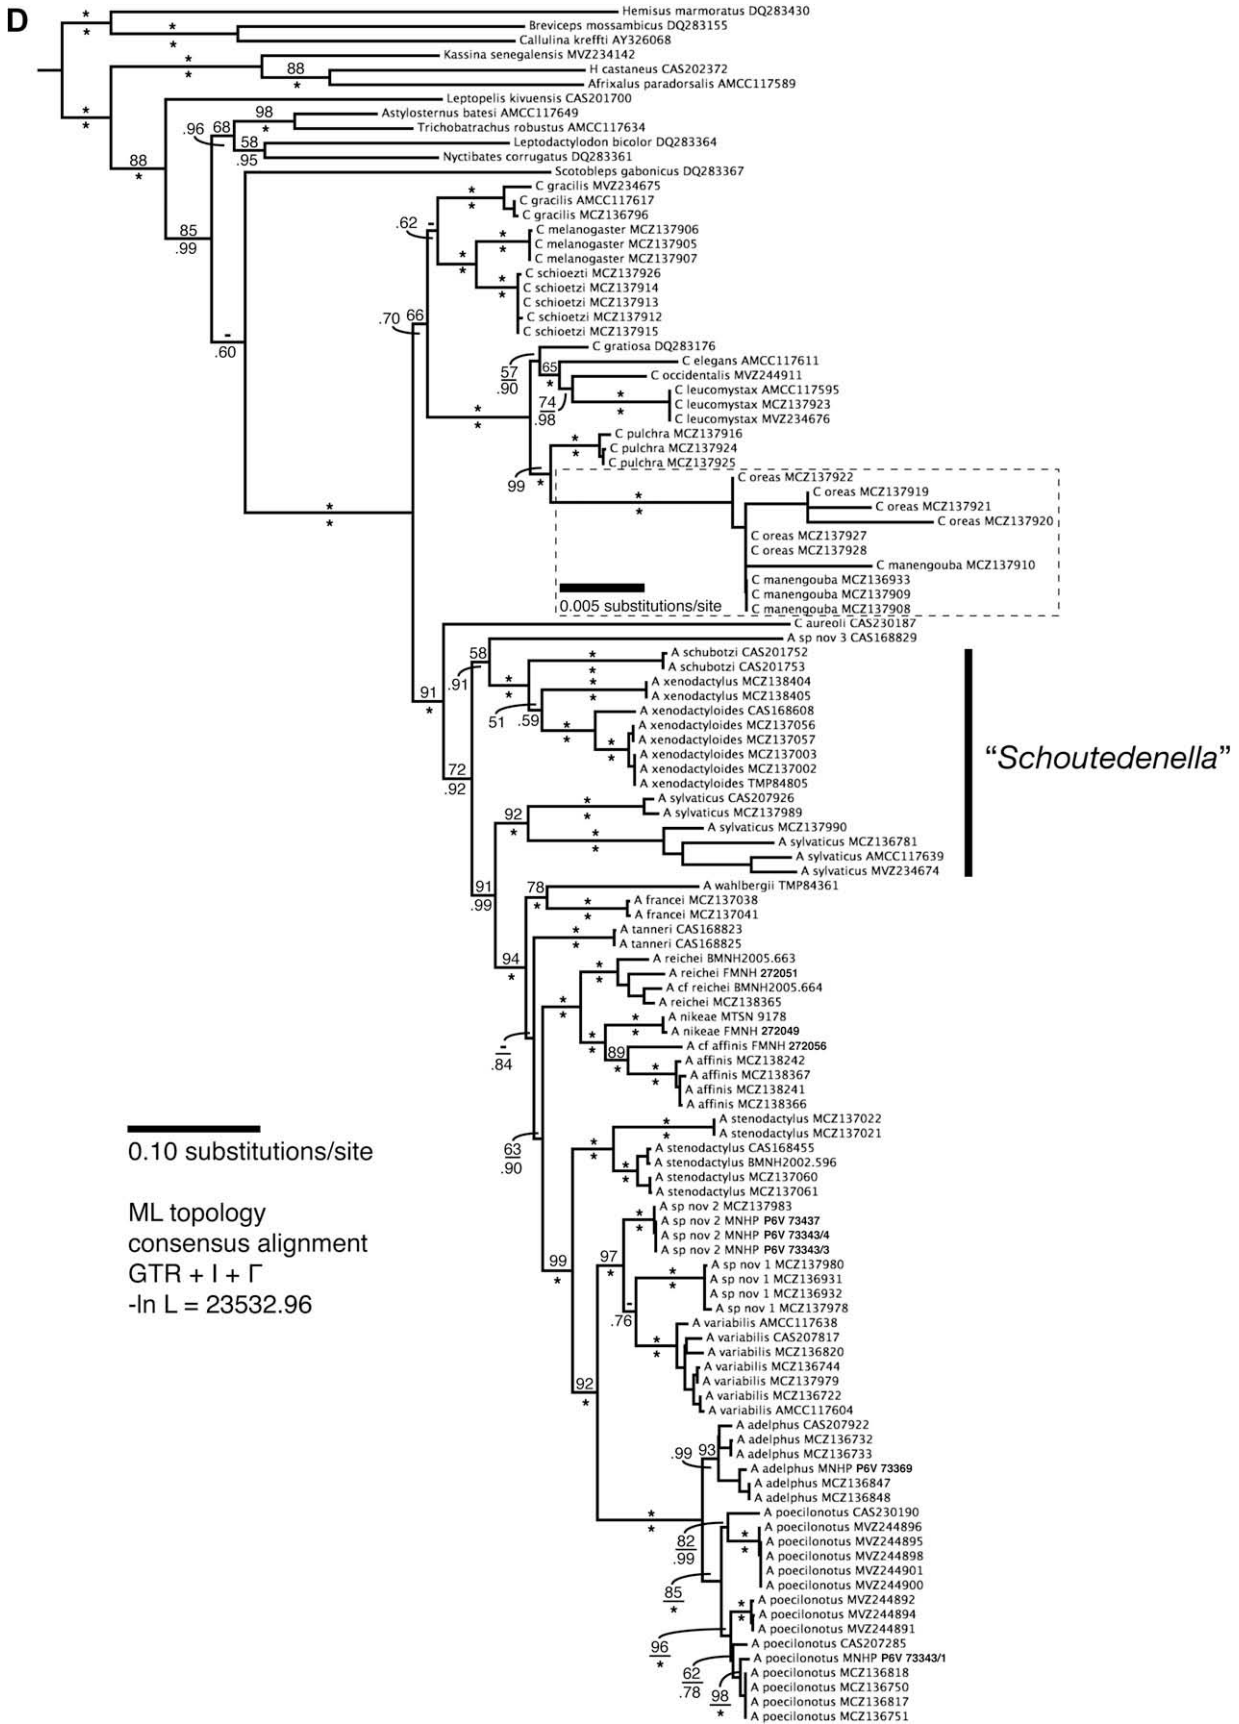 D
Hemisus marmoratus DQ283430
Breviceps mossambicus DQ283155
Callulina kreffti AY326068
Kassina senegalensis MVZ234142
H castaneus CAS202372
Afrixalus paradorsalis AMCC117589
Leptopelis kivuensis CAS201700
Astylosternus batesi AMCC117649
Trichobatrachus robustus AMCC117634
Leptodactylodon bicolor DQ283364
Nyctibates corrugatus DQ283361
Scotobleps gabonicus DQ283367
C gracilis MVZ234675
C gracilis AMCC117617
C gracilis MCZ136796
C melanogaster MCZ137906
C melanogaster MCZ137905
C melanogaster MCZ137907
C schioezti MCZ137926
C schioetzi MCZ137914
C schioetzi MCZ137913
C schioetzi MCZ137912
C schioetzi MCZ137915
C gratiosa DQ283176
C elegans AMCC117611
C occidentalis MVZ244911
C leucomystax AMCC117595
C leucomystax MCZ137923
C leucomystax MVZ234676
C pulchra MCZ137916
C pulchra MCZ137924
C pulchra MCZ137925
C oreas MCZ137922
C oreas MCZ137919
C oreas MCZ137921
C oreas MCZ137920
C oreas MCZ137927
C oreas MCZ137928
C manengouba MCZ137910
C manengouba MCZ136933
C manengouba MCZ137909
C manengouba MCZ137908
0.005 substitutions/site
C aureoli CAS230187
A sp nov 3 CAS168829
A schubotzi CAS201752
A schubotzi CAS201753
A xenodactylus MCZ138404
A xenodactylus MCZ138405
A xenodactyloides CAS168608
A xenodactyloides MCZ137056
A xenodactyloides MCZ137057
A xenodactyloides MCZ137003
A xenodactyloides MCZ137002
A xenodactyloides TMP84805
"Schoutedenella"
A sylvaticus CAS207926
A sylvaticus MCZ137989
A sylvaticus MCZ137990
A sylvaticus MCZ136781
A sylvaticus AMCC117639
A sylvaticus MVZ234674
A wahlbergii TMP84361
A francei MCZ137038
A francei MCZ137041
A tanneri CAS168823
A tanneri CAS168825
A reichei BMNH2005.663
A reichei FMNH 272051
A cf reichei BMNH2005.664
A reichei MCZ138365
A nikeae MTSN 9178
A nikeae FMNH 272049
A cf affinis FMNH 272056
A affinis MCZ138242
A affinis MCZ138367
A affinis MCZ138241
A affinis MCZ138366
A stenodactylus MCZ137022
A stenodactylus MCZ137021
A stenodactylus CAS168455
A stenodactylus BMNH2002.596
A stenodactylus MCZ137060
A stenodactylus MCZ137061
A sp nov 2 MCZ137983
A sp nov 2 MNHP P6V 73437
A sp nov 2 MNHP P6V 73343/4
A sp nov 2 MNHP P6V 73343/3
A sp nov 1 MCZ137980
A sp nov 1 MCZ136931
A sp nov 1 MCZ136932
A sp nov 1 MCZ137978
A variabilis AMCC117638
A variabilis CAS207817
A variabilis MCZ136820
A variabilis MCZ136744
A variabilis MCZ137979
A variabilis MCZ136722
A variabilis AMCC117604
A adelphus CAS207922
A adelphus MCZ136732
A adelphus MCZ136733
A adelphus MNHP P6V 73369
A adelphus MCZ136847
A adelphus MCZ136848
A poecilonotus CAS230190
A poecilonotus MVZ244896
A poecilonotus MVZ244895
A poecilonotus MVZ244898
A poecilonotus MVZ244901
A poecilonotus MVZ244900
A poecilonotus MVZ244892
A poecilonotus MVZ244894
A poecilonotus MVZ244891
A poecilonotus CAS207285
A poecilonotus MNHP P6V 73343/1
A poecilonotus MCZ136818
A poecilonotus MCZ136750
A poecilonotus MCZ136817
A poecilonotus MCZ136751
88
98
.96 68
58
.95
88
85
.99
.60
.62
.70 66
57
.90
65
74
.98
99
58
.91
51 .59
91
72
.92
92
91
.99
78
94
.84
89
63
.90
99
97
.76
92
.99 93
82
.99
85
96
62
.78
98
0.10 substitutions/site
ML topology
consensus alignment
GTR + I + Γ
-ln L = 23532.96